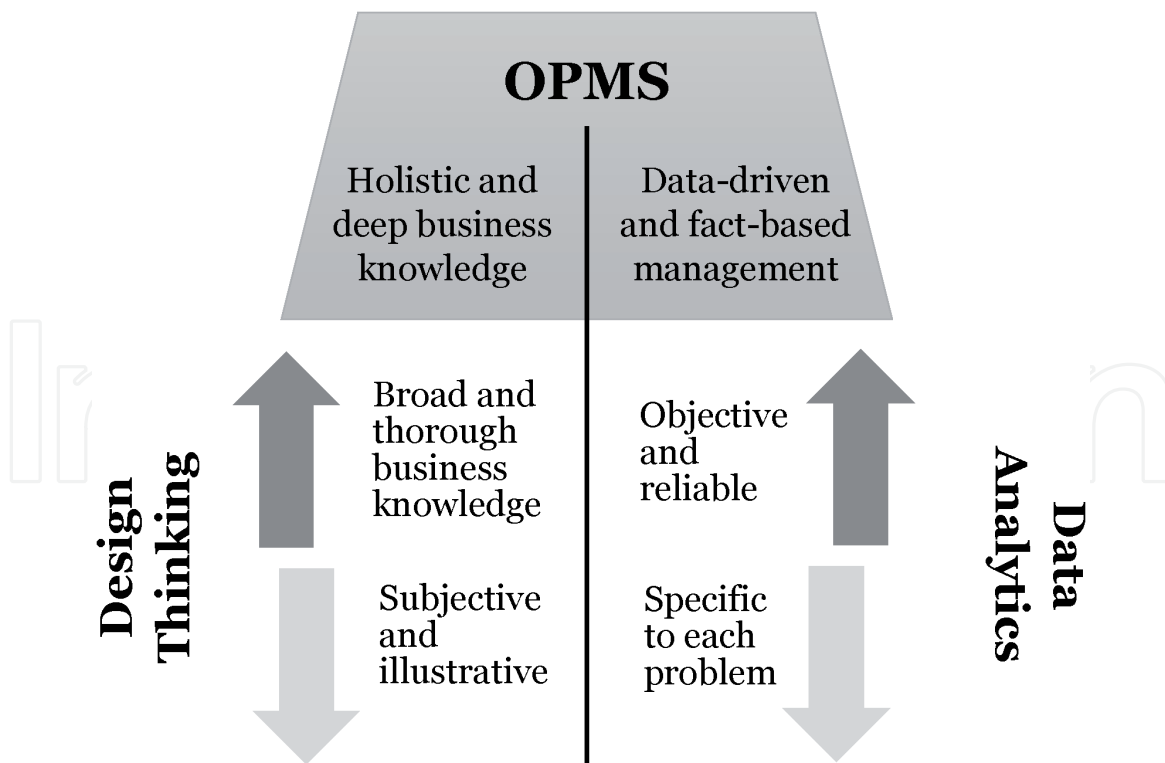 OPMS
Holistic and
deep business
knowledge
Data-driven
and fact-based
management
Design
Thinking
Broad and
thorough
business
knowledge
Subjective
and
illustrative
Objective
and
reliable
Specific
to each
problem
Data
Analytics